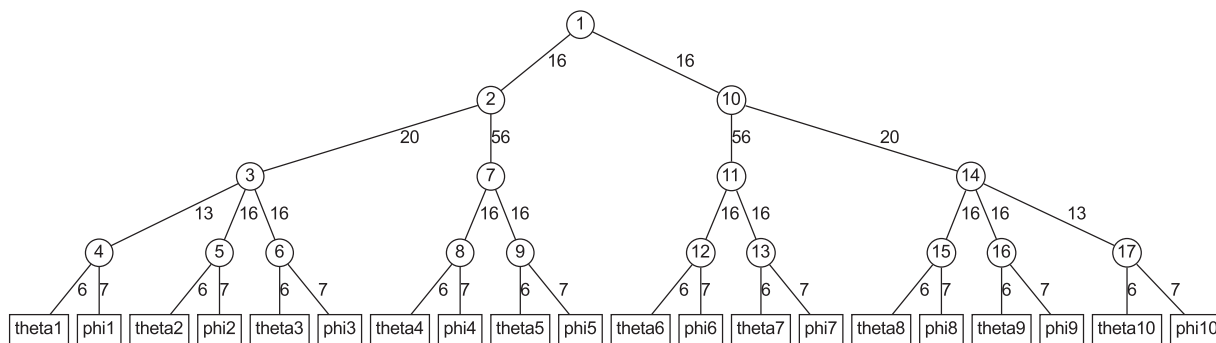 1
16 16
2 10
20 56 56 20
3 7 11 14
13 16 16 16 16 16 16 16 16 13
4 5 6 8 9 12 13 15 16 17
6 7 6 7 6 7 6 7 6 7 6 7 6 7 6 7 6 7 6 7
theta1 phi1 theta2 phi2 theta3 phi3 theta4 phi4 theta5 phi5 theta6 phi6 theta7 phi7 theta8 phi8 theta9 phi9 theta10 phi10